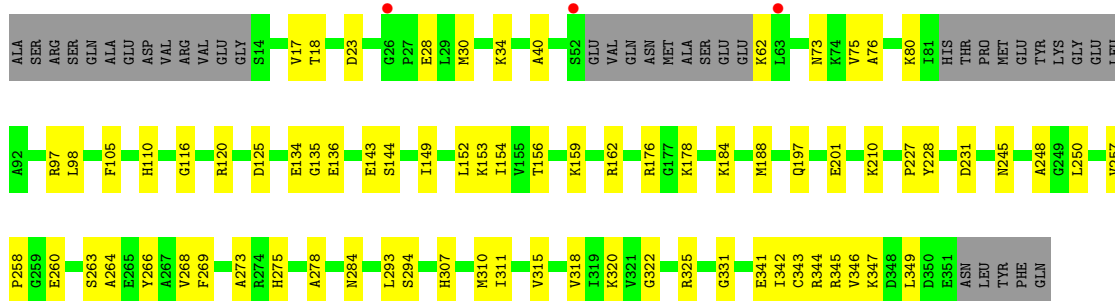 ALA SER ARG SER GLN ALA GLU ASP VAL ARG VAL GLU GLY S14 V17 T18 D23 G26 P27 E28 L29 M30 K34 A40 S52 GLU VAL GLN ASN MET ALA SER GLU GLU K62 L63 N73 K74 V75 A76 K80 I81 HIS THR PRO MET GLU TYR LYS GLY GLU LEU
A92 R97 L98 F105 H110 G116 R120 D125 E134 G135 E136 E143 S144 I149 L152 K153 I154 V155 T156 K159 R162 R176 G177 K178 K184 M188 Q197 E201 K210 P227 Y228 D231 N245 A248 G249 L250 V257
P258 G259 E260 S263 A264 E265 Y266 A267 V268 F269 A273 R274 H275 A278 N284 L293 S294 H307 M310 I311 V315 V318 I319 K320 V321 G322 R325 G331 E341 I342 C343 R344 R345 V346 K347 D348 L349 D350 E351 ASN LEU TYR PHE GLN